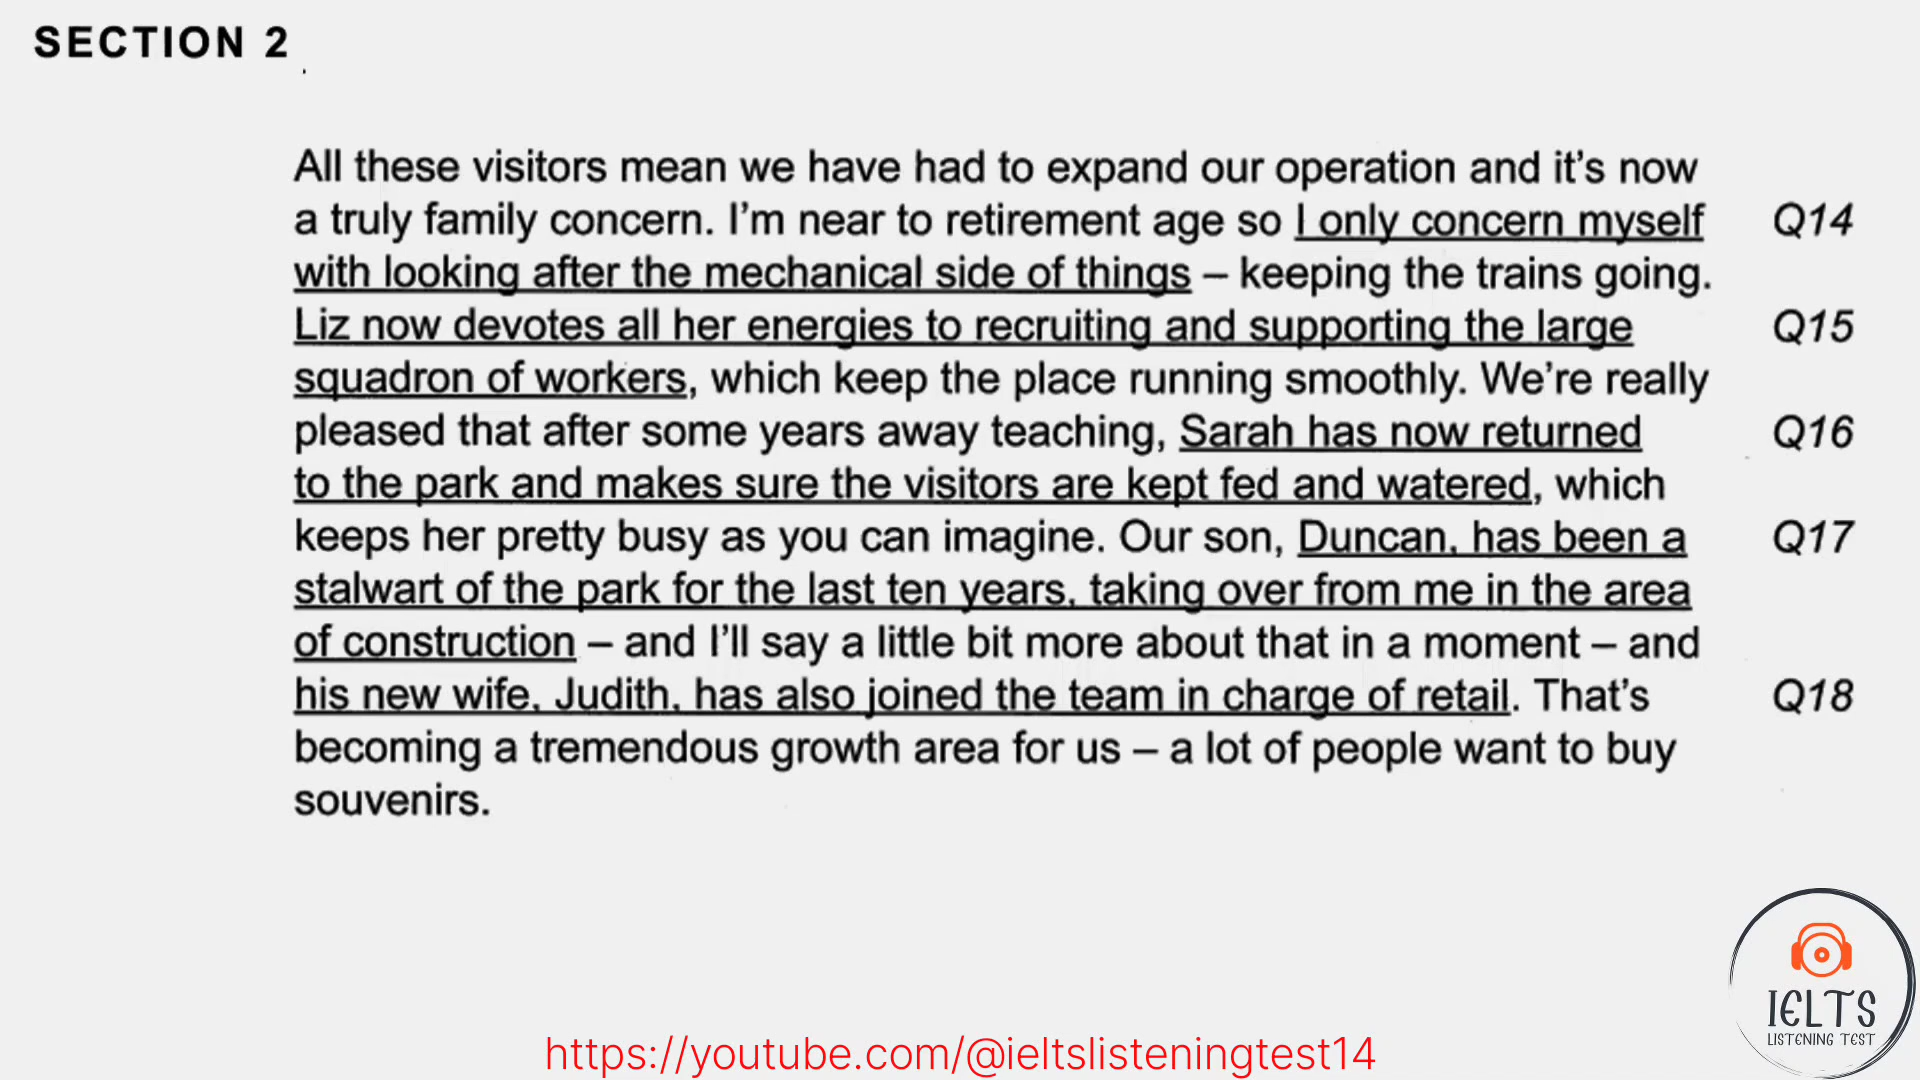 SECTION 2
All these visitors mean we have had to expand our operation and it's now
a truly family concern. I'm near to retirement age so I only concern myself Q14
with looking after the mechanical side of things – keeping the trains going.
Liz now devotes all her energies to recruiting and supporting the large Q15
squadron of workers, which keep the place running smoothly. We're really
pleased that after some years away teaching, Sarah has now returned Q16
to the park and makes sure the visitors are kept fed and watered, which
keeps her pretty busy as you can imagine. Our son, Duncan, has been a Q17
stalwart of the park for the last ten years, taking over from me in the area
of construction – and I'll say a little bit more about that in a moment – and
his new wife, Judith, has also joined the team in charge of retail. That's Q18
becoming a tremendous growth area for us – a lot of people want to buy
souvenirs.
IELTS
LISTENING TEST
https://youtube.com/@ieltslisteningtest14